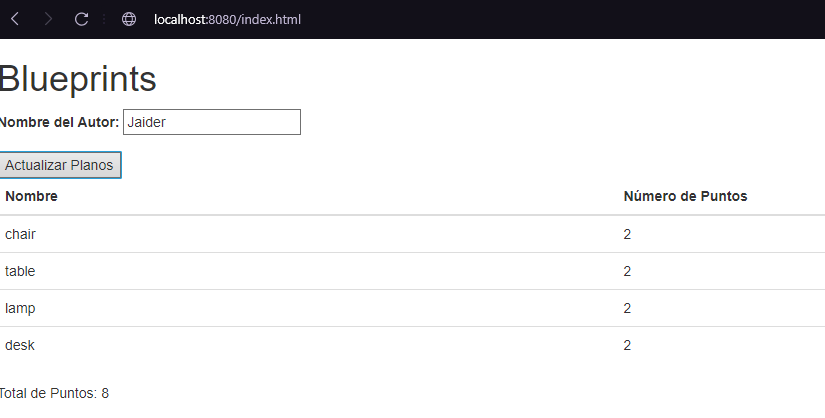 localhost:8080/index.html
Blueprints
Nombre del Autor: Jaider
Actualizar Planos
Nombre Número de Puntos
chair 2
table 2
lamp 2
desk 2
Total de Puntos: 8